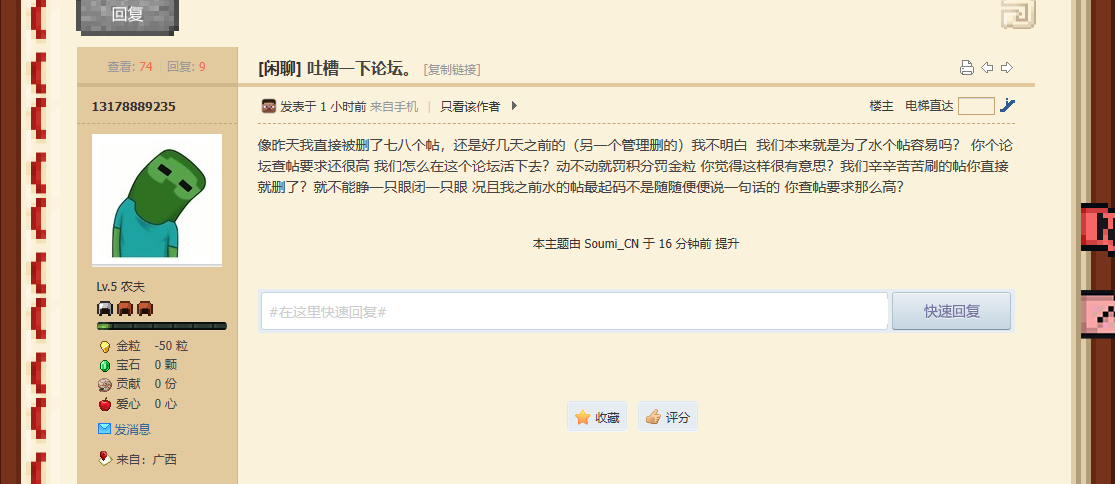 回复
查看: 74 | 回复: 9
[闲聊] 吐槽一下论坛。 [复制链接]
13178889235
发表于 1 小时前 来自手机 | 只看该作者
楼主 电梯直达
像昨天我直接被删了七八个帖，还是好几天之前的（另一个管理删的）我不明白 我们本来就是为了水个帖容易吗？ 你个论
坛查帖要求还很高 我们怎么在这个论坛活下去？动不动就罚积分罚金粒 你觉得这样很有意思？我们辛辛苦苦刷的帖你直接
就删了？就不能睁一只眼闭一只眼 况且我之前水的帖最起码不是随随便便说一句话的 你查帖要求那么高？
本主题由 Soumi_CN 于 16 分钟前 提升
Lv.5 农夫
#在这里快速回复#
快速回复
金粒 -50 粒
宝石 0 颗
贡献 0 份
爱心 0 心
发消息
来自：广西
收藏
评分